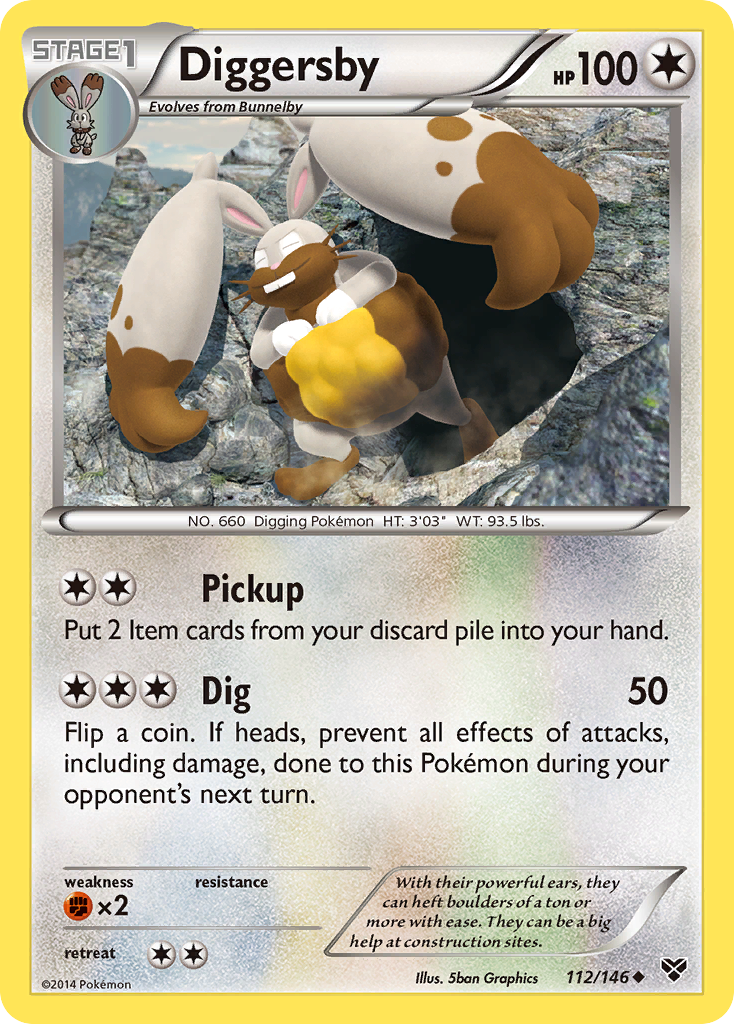 STAGE1 Diggersby HP100
Evolves from Bunnelby
NO. 660 Digging Pokémon HT: 3'03" WT: 93.5 lbs.
Pickup
Put 2 Item cards from your discard pile into your hand.
Dig 50
Flip a coin. If heads, prevent all effects of attacks,
including damage, done to this Pokémon during your
opponent's next turn.
weakness resistance
×2
retreat
With their powerful ears, they
can heft boulders of a ton or
more with ease. They can be a big
help at construction sites.
©2014 Pokémon
Illus. 5ban Graphics 112/146